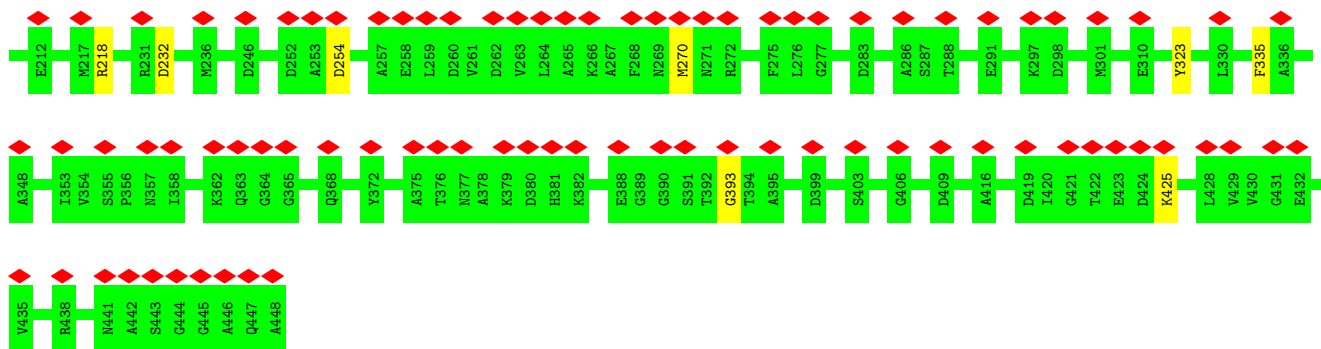 E212 M217 R218 R231 D232 M236 D246 D252 A253 D254 A257 E258 L259 D260 V261 D262 V263 L264 A265 K266 A267 F268 N269 M270 N271 R272 F275 L276 G277 D283 A286 S287 T288 E291 K297 D298 M301 E310 Y323 L330 F335 A336
A348 I353 V354 S355 P356 N357 I358 K362 Q363 G364 G365 Q368 Y372 A375 T376 N377 A378 K379 D380 H381 K382 E388 G389 G390 S391 T392 G393 T394 A395 D399 S403 G406 D409 A416 D419 I420 G421 T422 E423 D424 K425 L428 V429 V430 G431 E432
V435 R438 N441 A442 S443 G444 G445 A446 Q447 A448